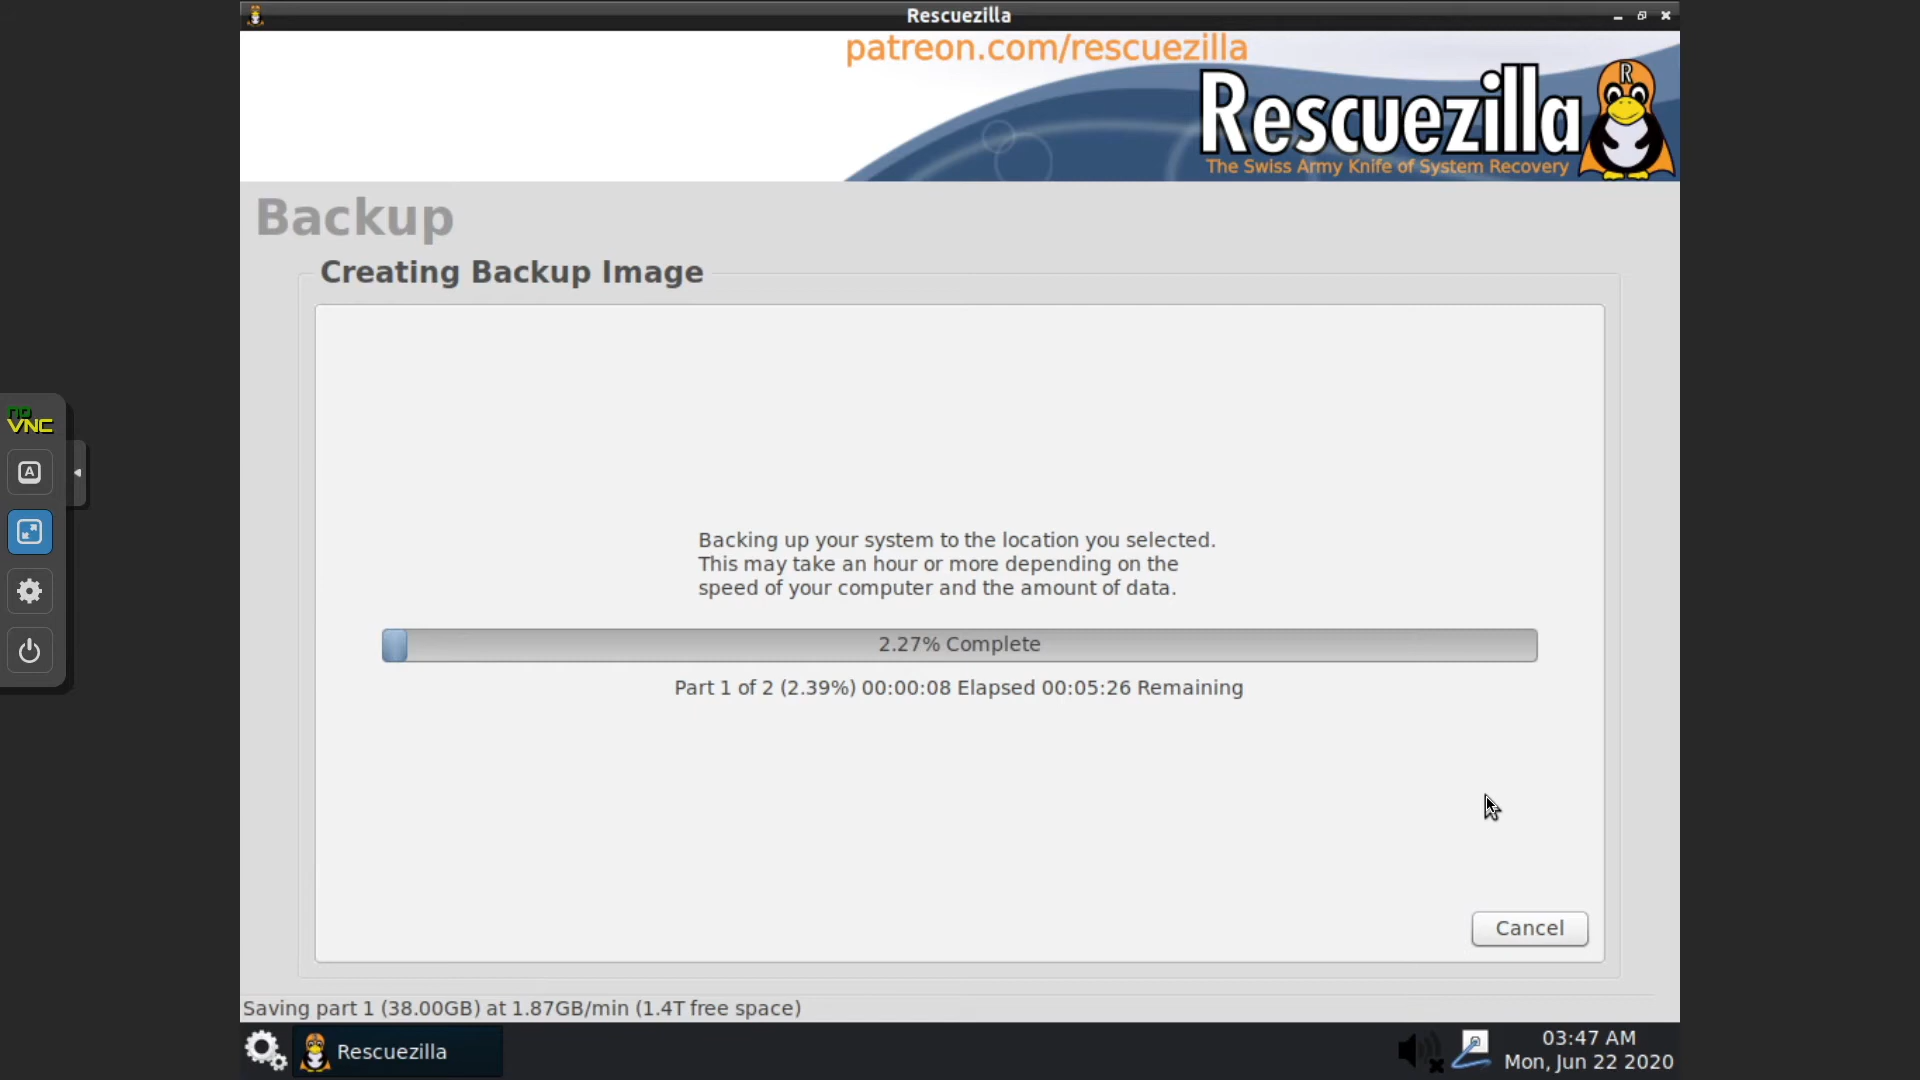 Rescuezilla
patreon.com/rescuezilla
R
Rescuezilla
The Swiss Army Knife of System Recovery
Backup
Creating Backup Image
no
VNC
A
Backing up your system to the location you selected.
This may take an hour or more depending on the
speed of your computer and the amount of data.
2.27% Complete
Part 1 of 2 (2.39%) 00:00:08 Elapsed 00:05:26 Remaining
Cancel
Saving part 1 (38.00GB) at 1.87GB/min (1.4T free space)
Rescuezilla
03:47 AM
Mon, Jun 22 2020